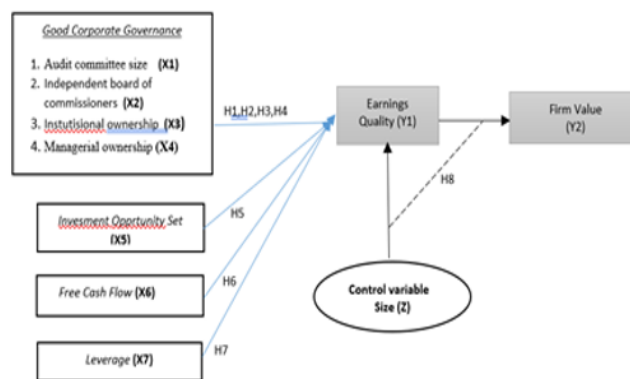 Good Corporate Governance
1. Audit committee size (X1)
2. Independent board of
commissioners (X2)
3. Instutisional ownership (X3)
4. Managerial ownership (X4)
H1,H2,H3,H4
Earnings
Quality (Y1)
Firm Value
(Y2)
H8
Invesment Opprtunity Set
(X5)
H5
Free Cash Flow (X6)
H6
Control variable
Size (Z)
Leverage (X7)
H7